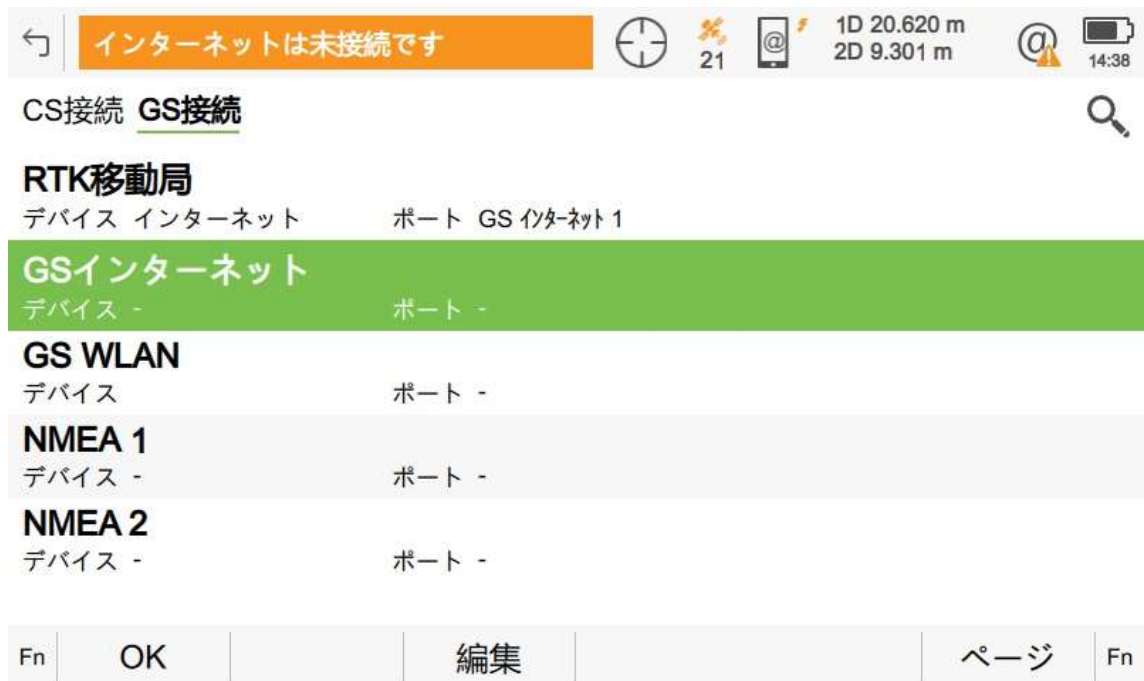 インターネットは未接続です
21
@
1D 20.620 m
2D 9.301 m
@
14:38
CS接続 GS接続
RTK移動局
デバイス インターネット ポート GS ｲﾝﾀｰﾈｯﾄ 1
GSインターネット
デバイス - ポート -
GS WLAN
デバイス ポート -
NMEA 1
デバイス - ポート -
NMEA 2
デバイス - ポート -
Fn OK 編集 ページ Fn